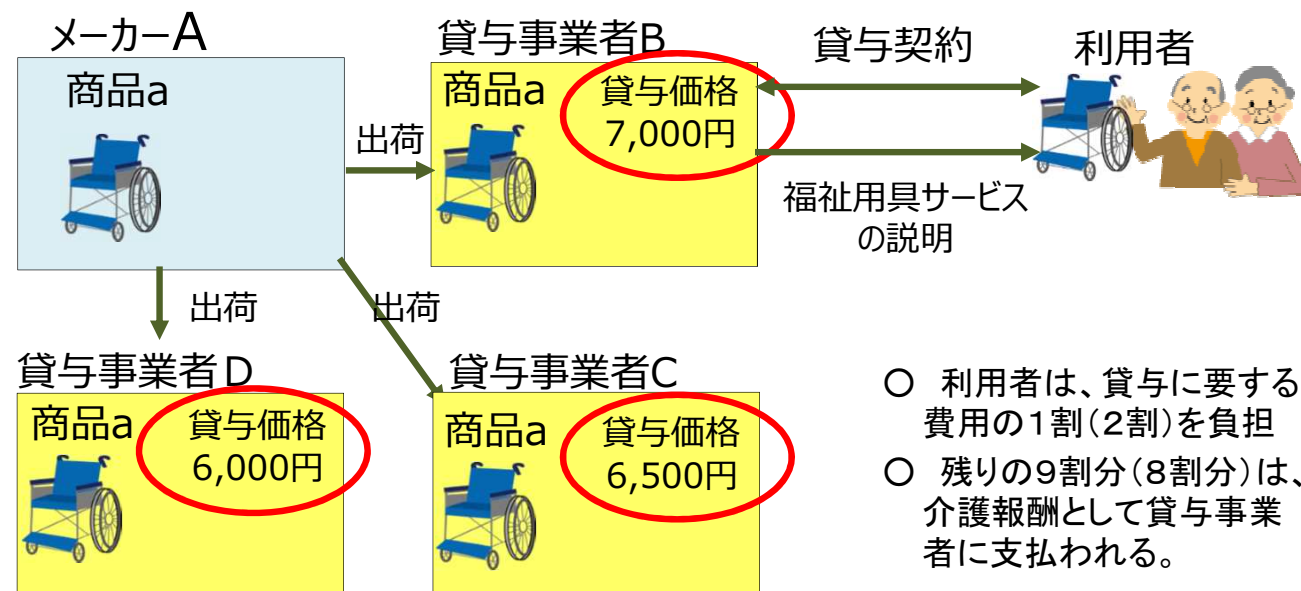 メーカーA
商品a
出荷
貸与事業者B
商品a
貸与価格
7,000円
貸与契約
利用者
福祉用具サービス
の説明
出荷
出荷
貸与事業者D
商品a
貸与価格
6,000円
貸与事業者C
商品a
貸与価格
6,500円
○ 利用者は、貸与に要する
費用の1割(2割)を負担
○ 残りの9割分(8割分)は、
介護報酬として貸与事業
者に支払われる。